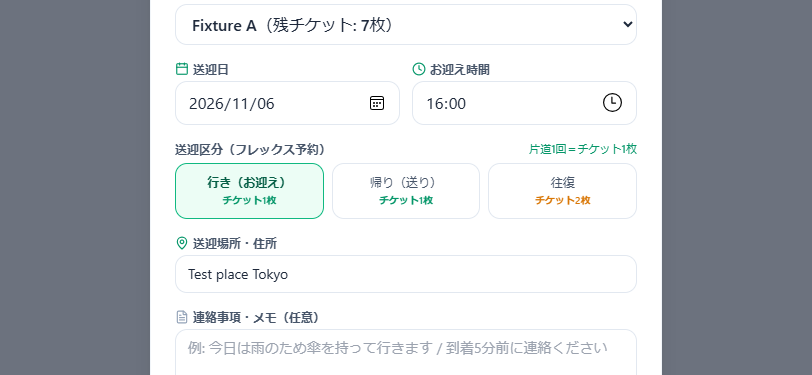 Fixture A（残チケット: 7枚）
送迎日 お迎え時間
2026/11/06 16:00
送迎区分（フレックス予約） 片道1回＝チケット1枚
行き（お迎え） 帰り（送り） 往復
チケット1枚 チケット1枚 チケット2枚
送迎場所・住所
Test place Tokyo
連絡事項・メモ（任意）
例: 今日は雨のため傘を持って行きます / 到着5分前に連絡ください